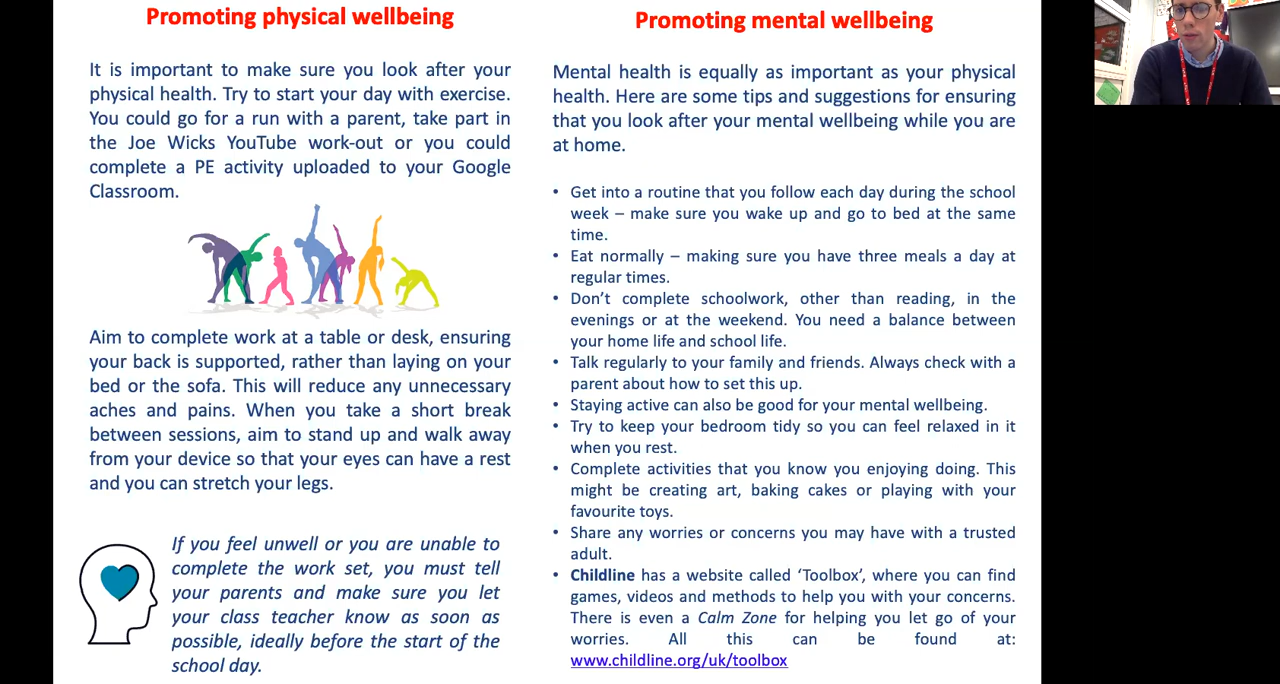 Promoting physical wellbeing
It is important to make sure you look after your
physical health. Try to start your day with exercise.
You could go for a run with a parent, take part in
the Joe Wicks YouTube work-out or you could
complete a PE activity uploaded to your Google
Classroom.
Aim to complete work at a table or desk, ensuring
your back is supported, rather than laying on your
bed or the sofa. This will reduce any unnecessary
aches and pains. When you take a short break
between sessions, aim to stand up and walk away
from your device so that your eyes can have a rest
and you can stretch your legs.
If you feel unwell or you are unable to
complete the work set, you must tell
your parents and make sure you let
your class teacher know as soon as
possible, ideally before the start of the
school day.
Promoting mental wellbeing
Mental health is equally as important as your physical
health. Here are some tips and suggestions for ensuring
that you look after your mental wellbeing while you are
at home.
• Get into a routine that you follow each day during the school
week – make sure you wake up and go to bed at the same
time.
• Eat normally – making sure you have three meals a day at
regular times.
• Don’t complete schoolwork, other than reading, in the
evenings or at the weekend. You need a balance between
your home life and school life.
• Talk regularly to your family and friends. Always check with a
parent about how to set this up.
• Staying active can also be good for your mental wellbeing.
• Try to keep your bedroom tidy so you can feel relaxed in it
when you rest.
• Complete activities that you know you enjoying doing. This
might be creating art, baking cakes or playing with your
favourite toys.
• Share any worries or concerns you may have with a trusted
adult.
• Childline has a website called ‘Toolbox’, where you can find
games, videos and methods to help you with your concerns.
There is even a Calm Zone for helping you let go of your
worries. All this can be found at:
www.childline.org/uk/toolbox